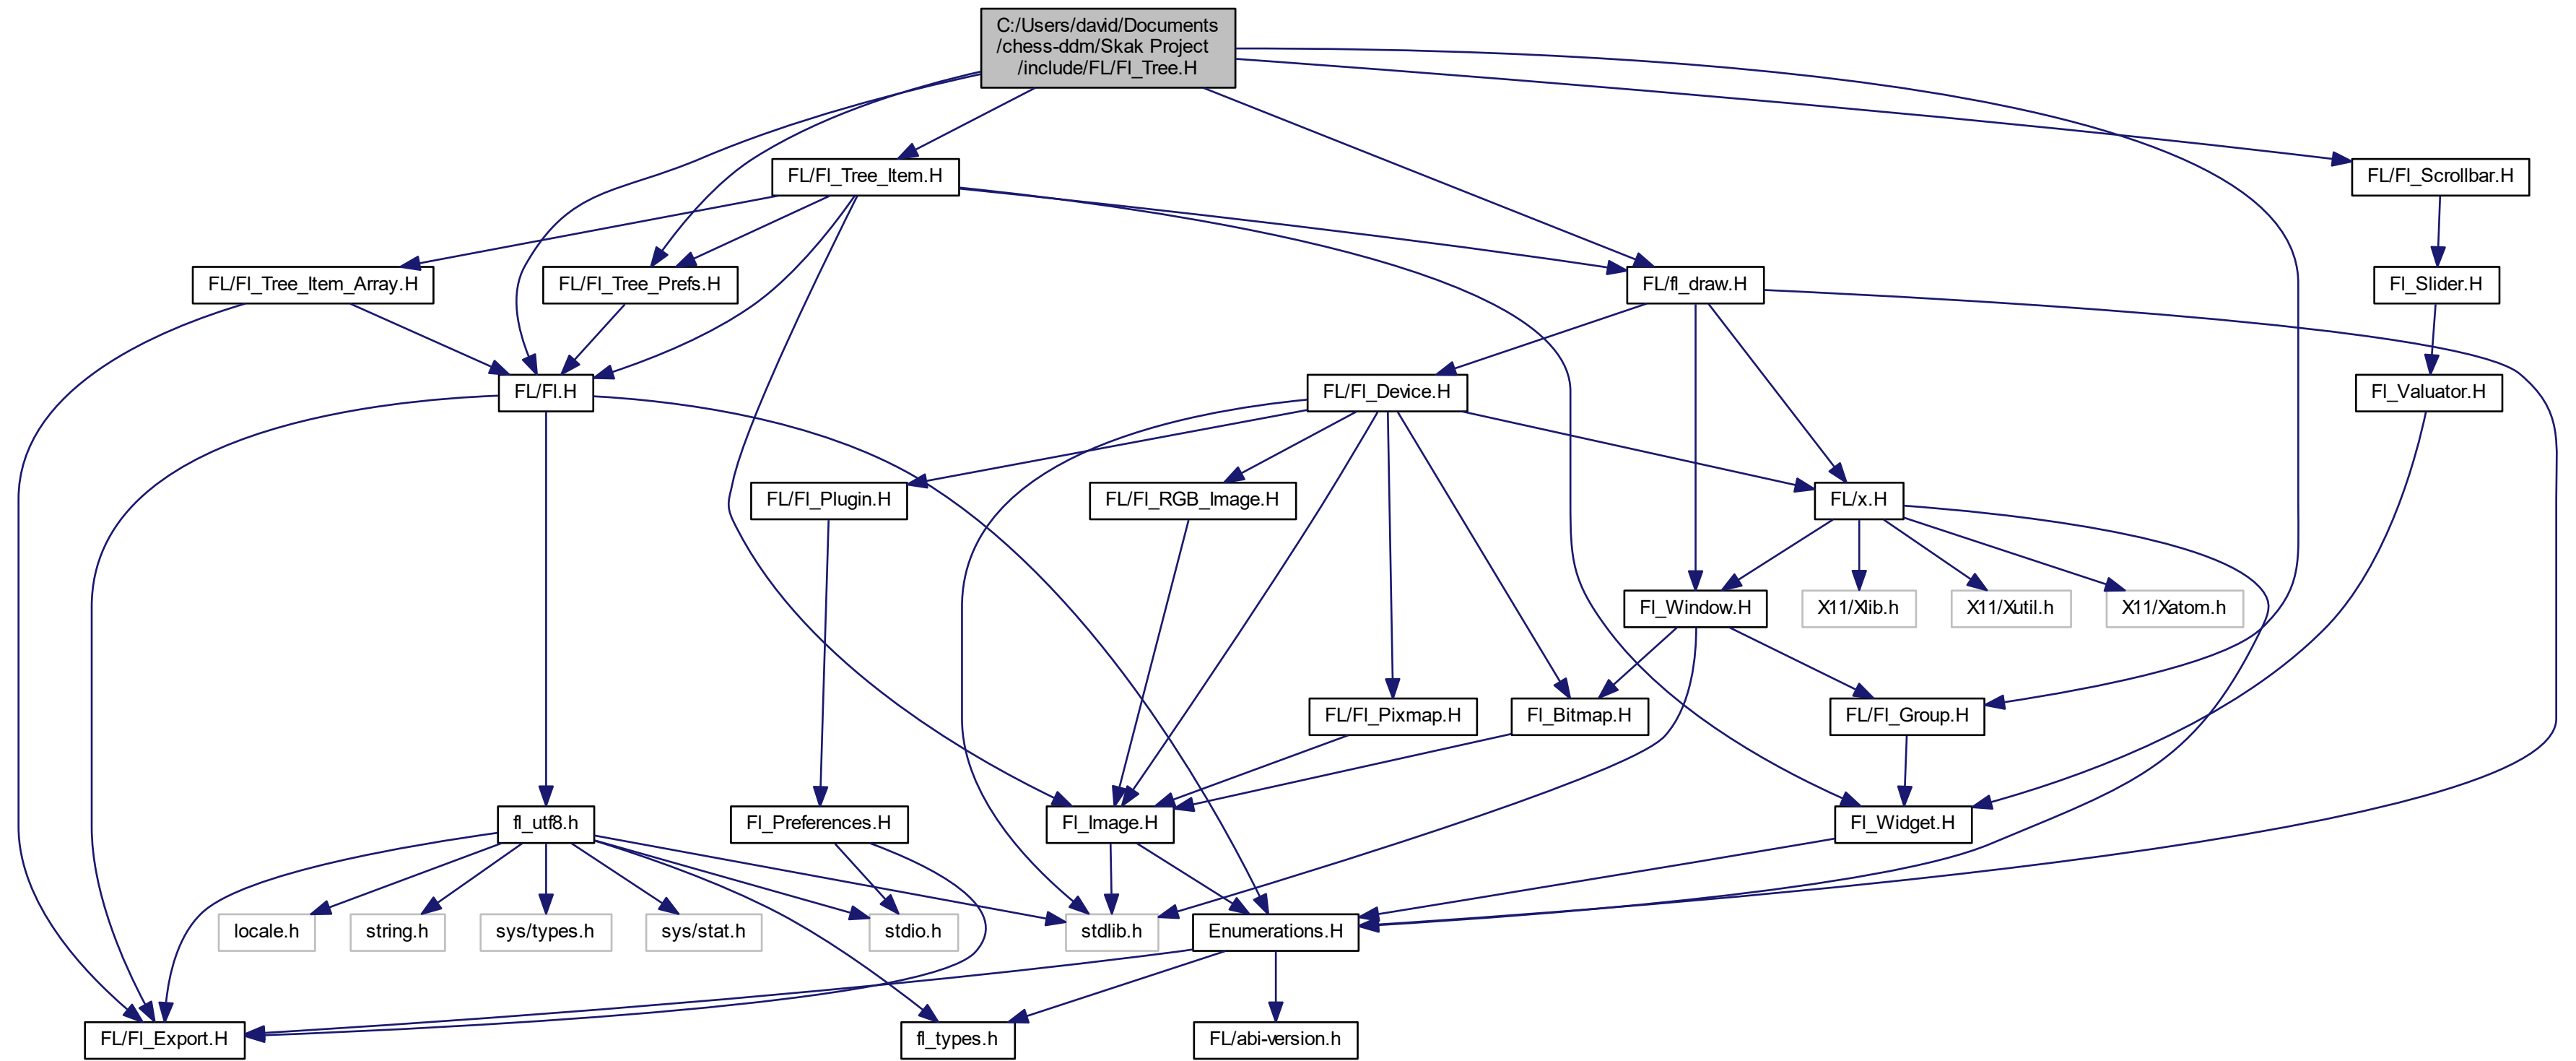 C:/Users/david/Documents
/chess-ddm/Skak Project
/include/FL/Fl_Tree.H
FL/Fl_Tree_Item.H
FL/Fl_Scrollbar.H
FL/Fl_Tree_Item_Array.H
FL/Fl_Tree_Prefs.H
FL/fl_draw.H
Fl_Slider.H
FL/Fl.H
FL/Fl_Device.H
Fl_Valuator.H
FL/Fl_Plugin.H
FL/Fl_RGB_Image.H
FL/x.H
Fl_Window.H
X11/Xlib.h
X11/Xutil.h
X11/Xatom.h
FL/Fl_Pixmap.H
Fl_Bitmap.H
FL/Fl_Group.H
fl_utf8.h
Fl_Preferences.H
Fl_Image.H
Fl_Widget.H
locale.h
string.h
sys/types.h
sys/stat.h
stdio.h
stdlib.h
Enumerations.H
FL/Fl_Export.H
fl_types.h
FL/abi-version.h